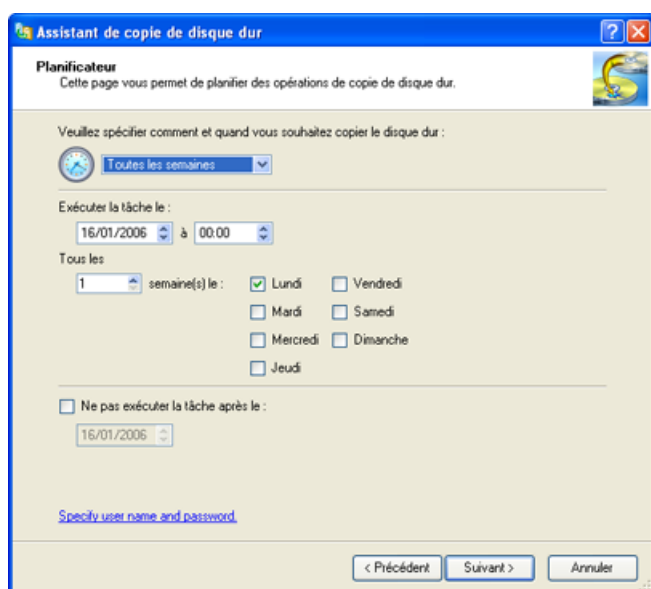 Assistant de copie de disque dur
Planificateur
Cette page vous permet de planifier des opérations de copie de disque dur.
Veuillez spécifier comment et quand vous souhaitez copier le disque dur :
Toutes les semaines
Exécuter la tâche le :
16/01/2006 à 00:00
Tous les
1 semaine(s) le : Lundi Vendredi
Mardi Samedi
Mercredi Dimanche
Jeudi
Ne pas exécuter la tâche après le :
16/01/2006
Specify user name and password.
< Précédent Suivant > Annuler